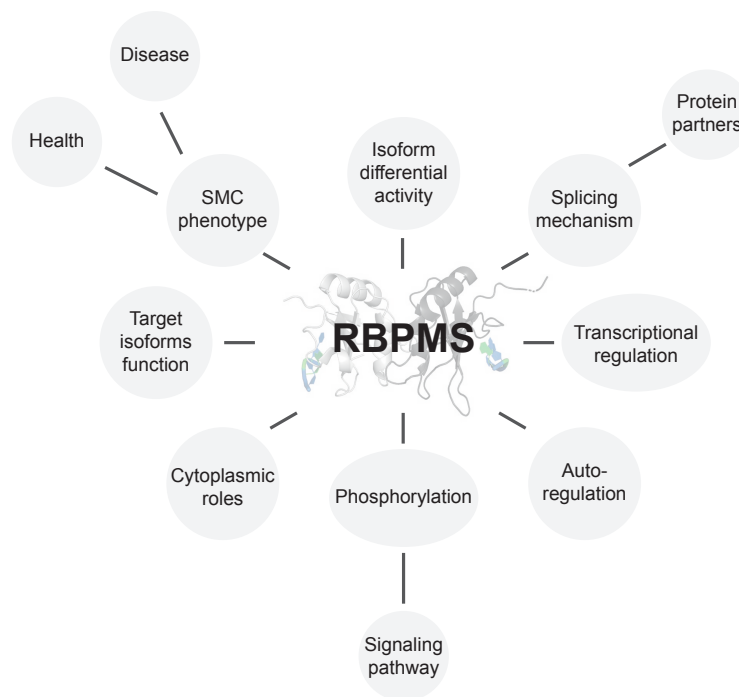 Disease
Health
SMC
phenotype
Isoform
differential
activity
Protein
partners
Splicing
mechanism
Target
isoforms
function
RBPMS
Transcriptional
regulation
Cytoplasmic
roles
Phosphorylation
Auto-
regulation
Signaling
pathway